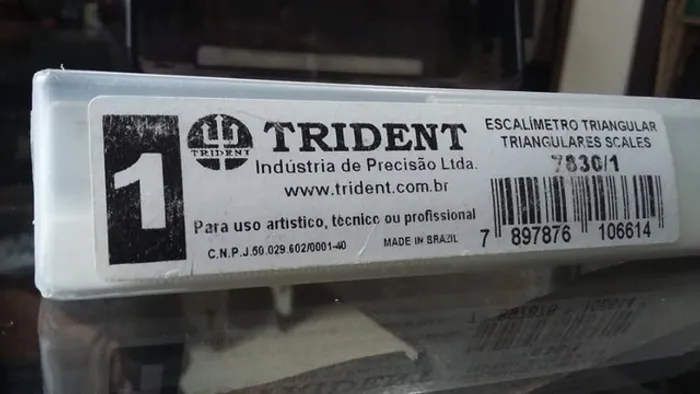 1
TRIDENT
TRIDENT
Indústria de Precisão Ltda.
www.trident.com.br
Para uso artistico, técnico ou profissional
C.N.P.J.50.029.602/0001-40
MADE IN BRAZIL
ESCALÍMETRO TRIANGULAR
TRIANGULARES SCALES
7830/1
7 897876 106614